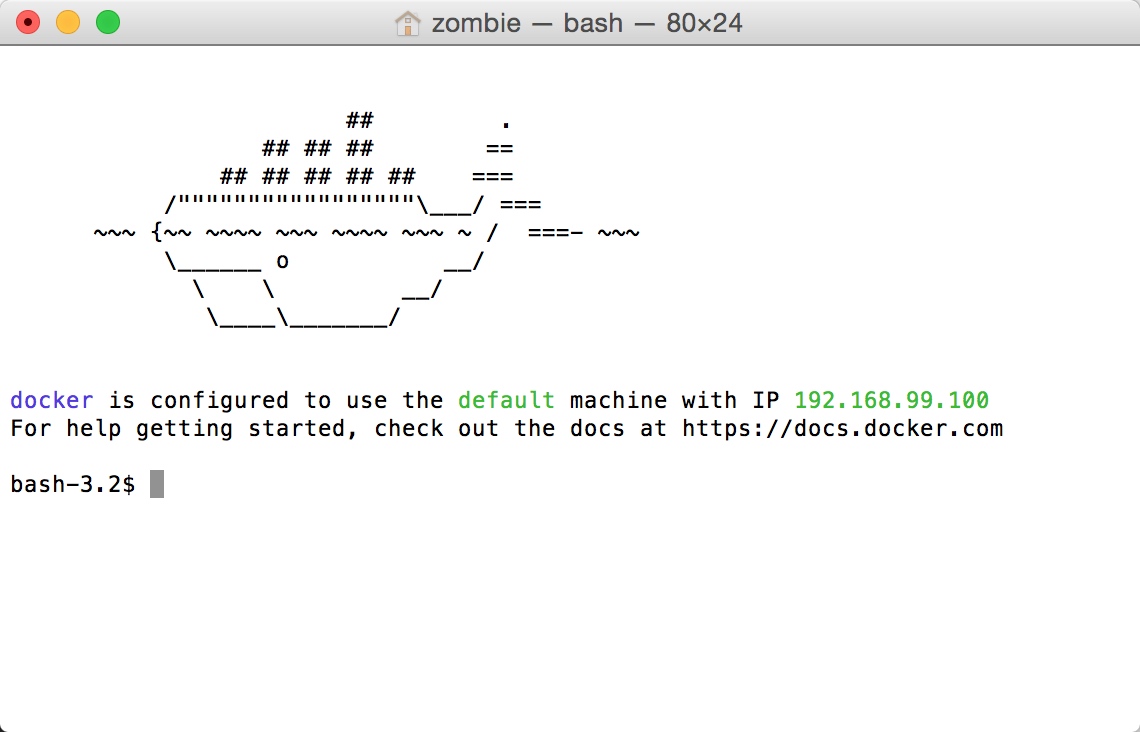 zombie — bash — 80×24
                        ##         .
                  ## ## ##        ==
               ## ## ## ## ##    ===
           /"""""""""""""""""\___/ ===
      ~~~ {~~ ~~~~ ~~~ ~~~~ ~~~ ~ /  ===- ~~~
           \______ o           __/
             \    \         __/
              \____\_______/
docker is configured to use the default machine with IP 192.168.99.100
For help getting started, check out the docs at https://docs.docker.com
bash-3.2$